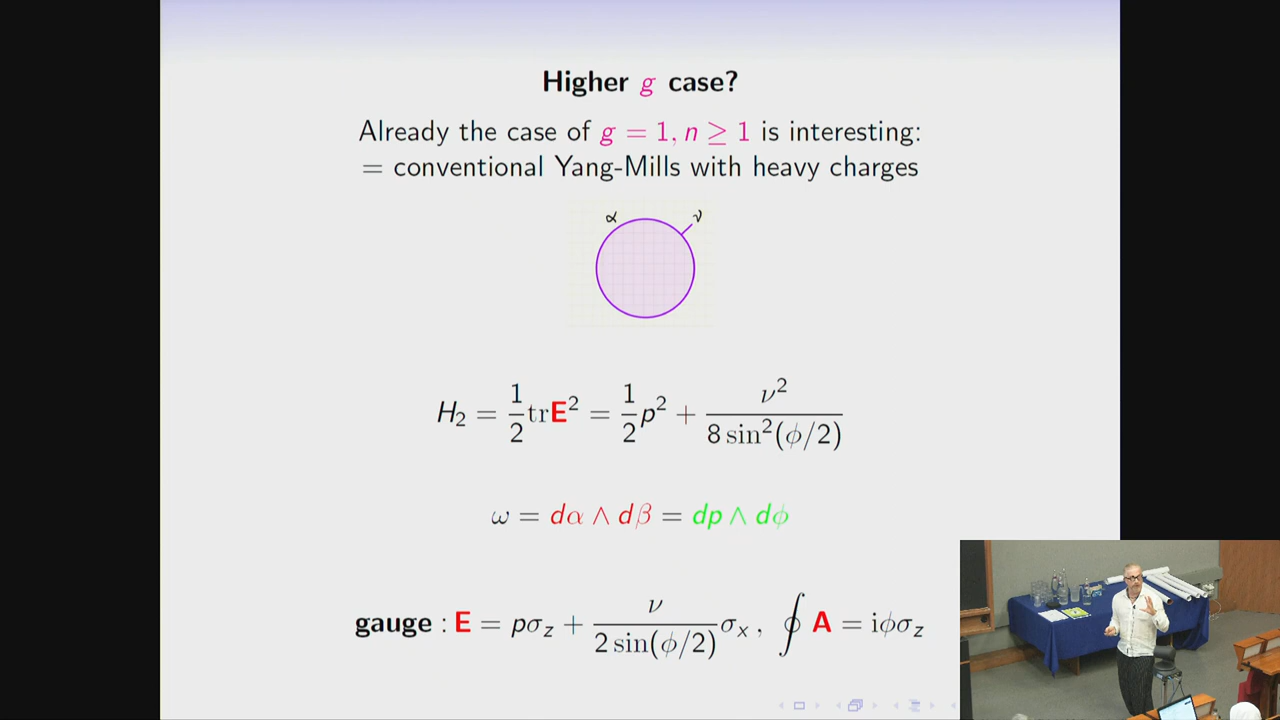 Higher g case?
Already the case of g = 1, n ≥ 1 is interesting:
= conventional Yang-Mills with heavy charges
α ν
H₂ = 1/2 trE² = 1/2 p² + ν² / 8 sin²(ϕ/2)
ω = dα ∧ dβ = dp ∧ dϕ
gauge : E = pσ_z + ν / 2 sin(ϕ/2) σ_x , ∮ A = iϕσ_z